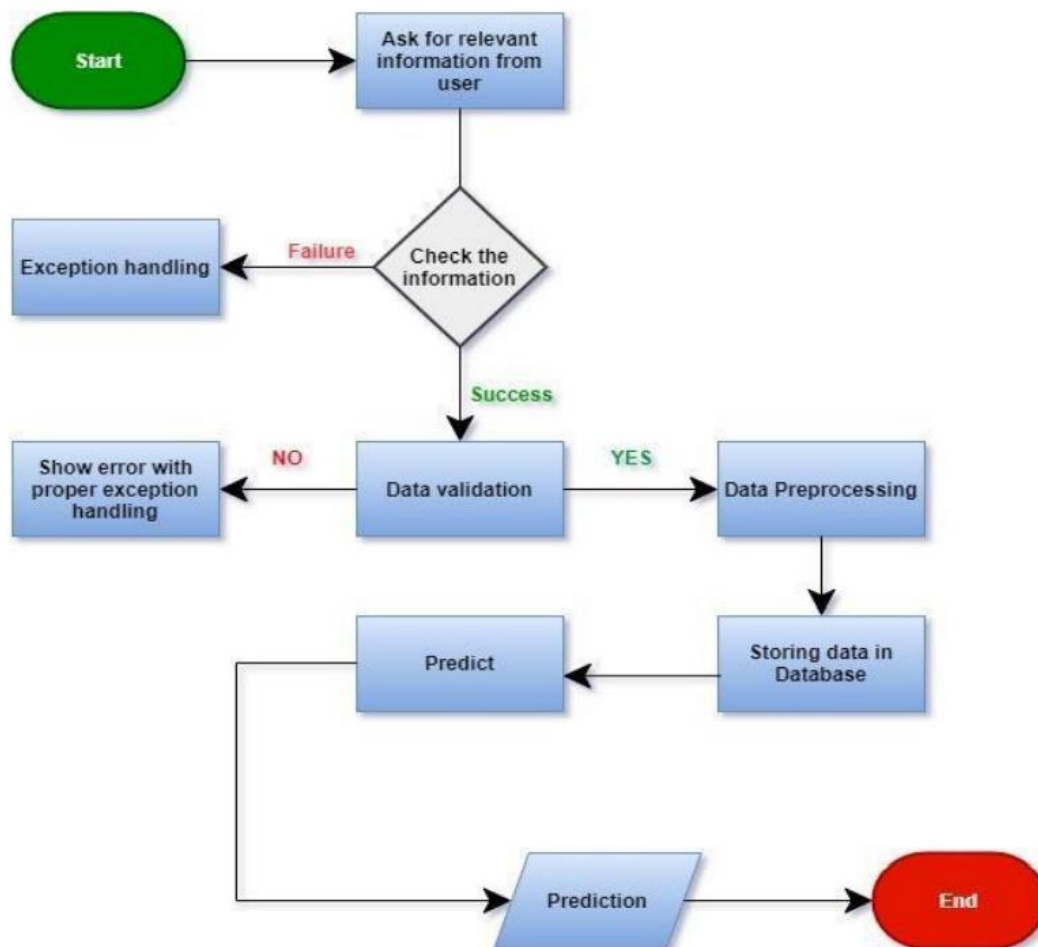 Start
Ask for relevant
information from
user
Failure
Exception handling
Check the
information
Success
Show error with
proper exception
handling
NO
Data validation
YES
Data Preprocessing
Predict
Storing data in
Database
Prediction
End